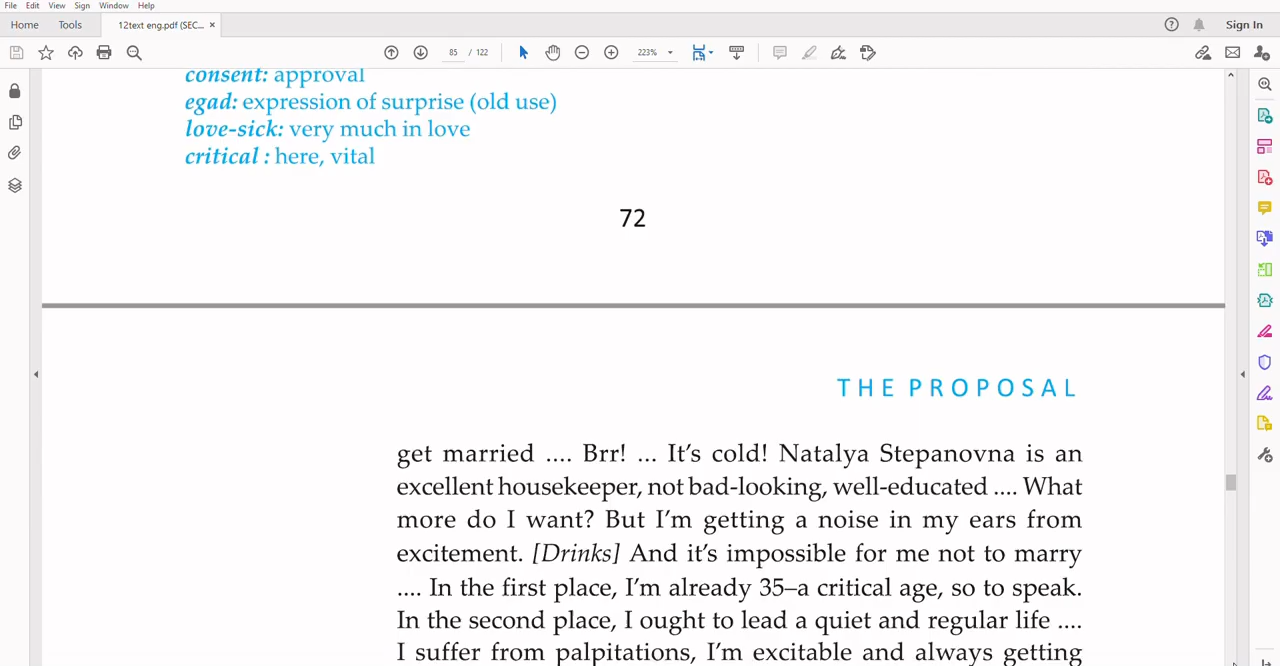 File Edit View Sign Window Help
Home Tools 12text eng.pdf (SEC... × Sign In
85 / 122 223%
consent: approval
egad: expression of surprise (old use)
love-sick: very much in love
critical : here, vital
72
THE PROPOSAL
get married .... Brr! ... It’s cold! Natalya Stepanovna is an
excellent housekeeper, not bad-looking, well-educated .... What
more do I want? But I’m getting a noise in my ears from
excitement. [Drinks] And it’s impossible for me not to marry
.... In the first place, I’m already 35–a critical age, so to speak.
In the second place, I ought to lead a quiet and regular life ....
I suffer from palpitations, I’m excitable and always getting